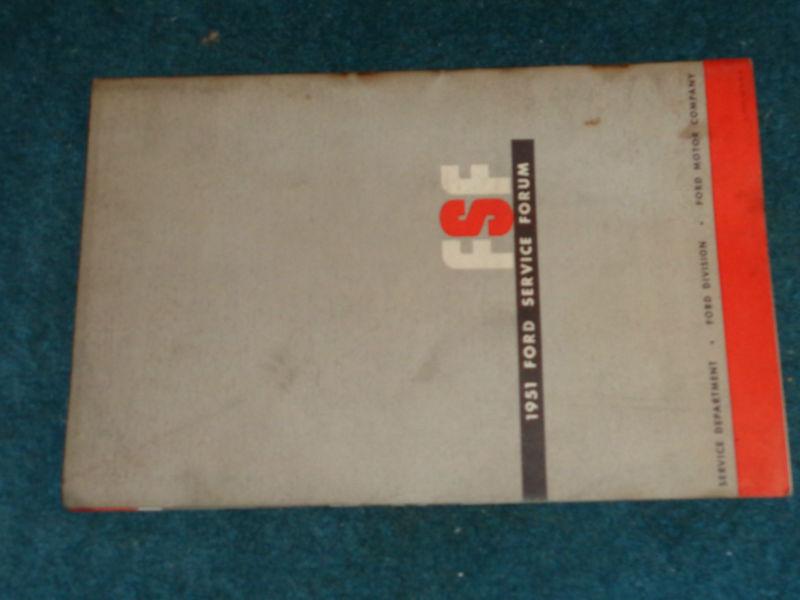 FSF
1951 FORD SERVICE FORUM
SERVICE DEPARTMENT • FORD DIVISION • FORD MOTOR COMPANY